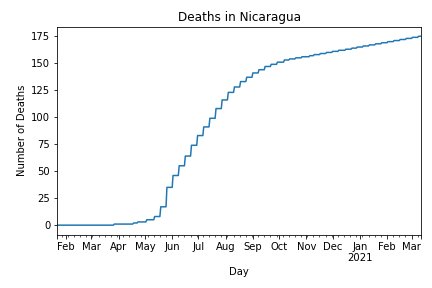 Deaths in Nicaragua
Number of Deaths
175
150
125
100
75
50
25
0
Feb Mar Apr May Jun Jul Aug Sep Oct Nov Dec Jan Feb Mar
2021
Day